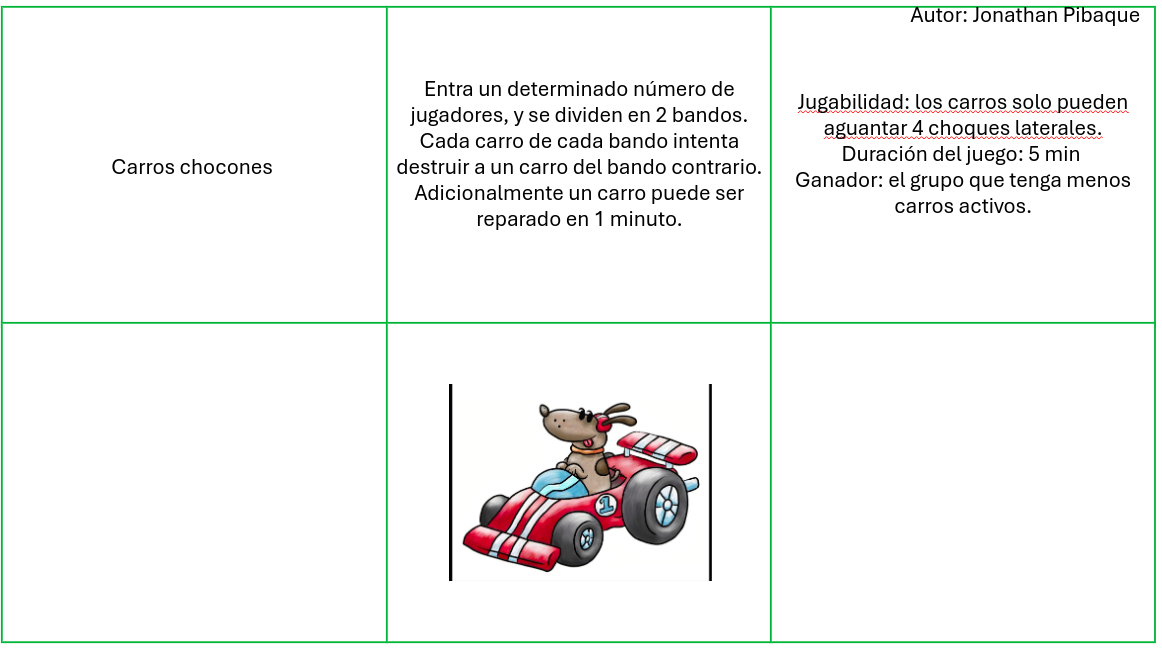 Autor: Jonathan Pibaque
Carros chocones
Entra un determinado número de
jugadores, y se dividen en 2 bandos.
Cada carro de cada bando intenta
destruir a un carro del bando contrario.
Adicionalmente un carro puede ser
reparado en 1 minuto.
Jugabilidad: los carros solo pueden
aguantar 4 choques laterales.
Duración del juego: 5 min
Ganador: el grupo que tenga menos
carros activos.
1